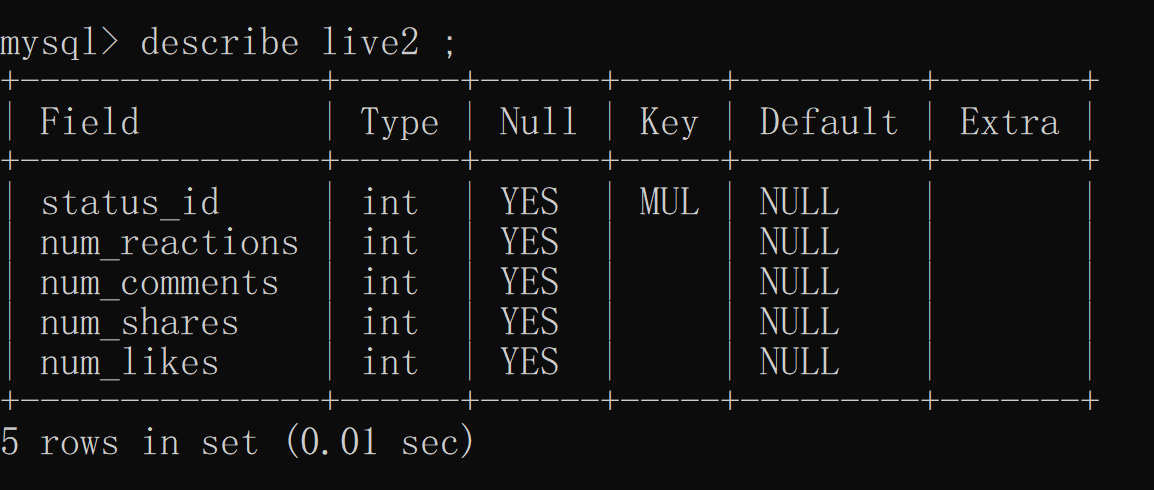 mysql> describe live2 ;
+---------------+------+------+-----+---------+-------+
| Field         | Type | Null | Key | Default | Extra |
+---------------+------+------+-----+---------+-------+
| status_id     | int  | YES  | MUL | NULL    |       |
| num_reactions | int  | YES  |     | NULL    |       |
| num_comments  | int  | YES  |     | NULL    |       |
| num_shares    | int  | YES  |     | NULL    |       |
| num_likes     | int  | YES  |     | NULL    |       |
+---------------+------+------+-----+---------+-------+
5 rows in set (0.01 sec)